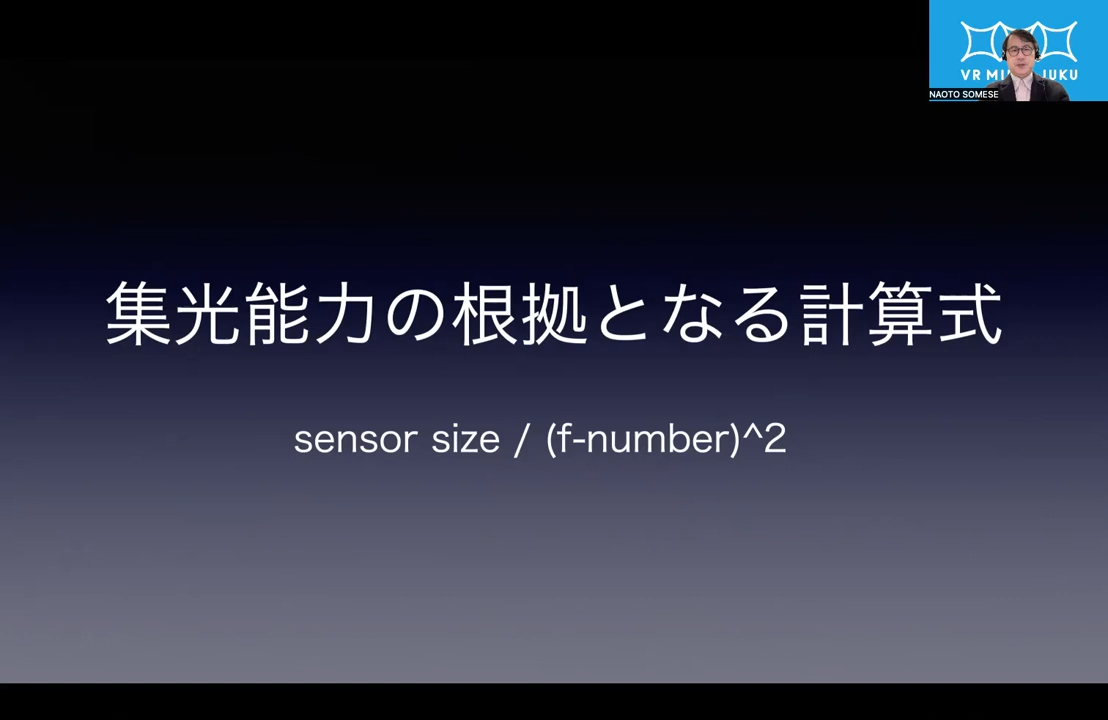 VR MI JUKU
NAOTO SOMESE
集光能力の根拠となる計算式
sensor size / (f-number)^2